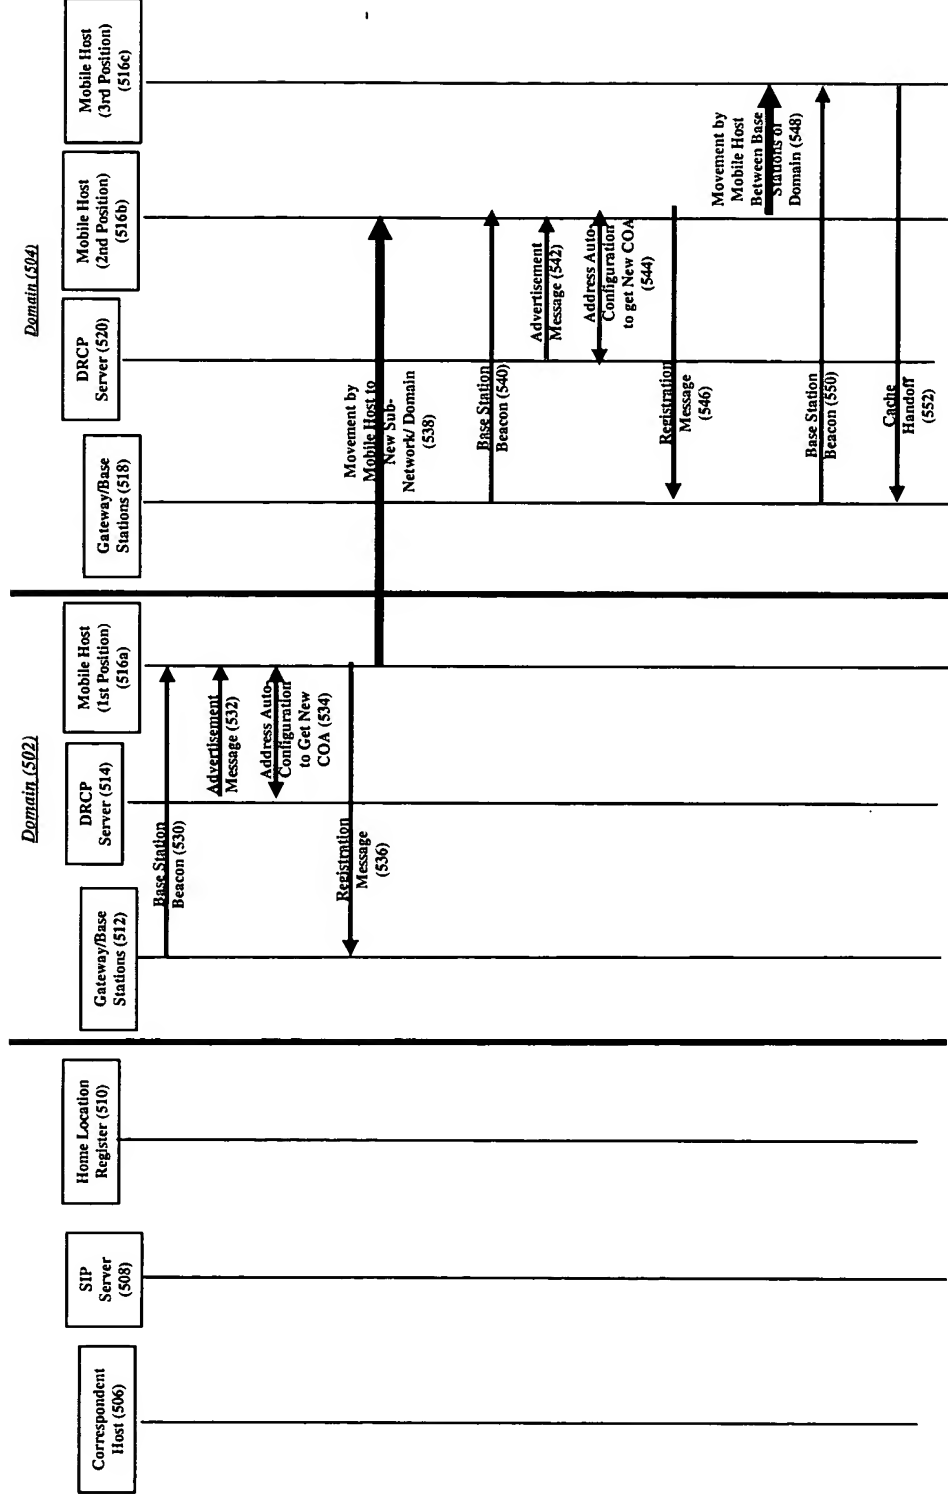 Domain (502)
Domain (504)
Correspondent
Host (506)
SIP
Server
(508)
Home Location
Register (510)
Gateway/Base
Stations (512)
DRCP
Server (514)
Mobile Host
(1st Position)
(516a)
Gateway/Base
Stations (518)
DRCP
Server (520)
Mobile Host
(2nd Position)
(516b)
Mobile Host
(3rd Position)
(516c)
Base Station
Beacon (530)
Advertisement
Message (532)
Address Auto-
Configuration
to Get New
COA (534)
Registration
Message
(536)
Movement by
Mobile Host to
New Sub-
Network/ Domain
(538)
Base Station
Beacon (540)
Advertisement
Message (542)
Address Auto-
Configuration
to get New COA
(544)
Registration
Message
(546)
Movement by
Mobile Host
Between Base
Stations of
Domain (548)
Base Station
Beacon (550)
Cache
Handoff
(552)